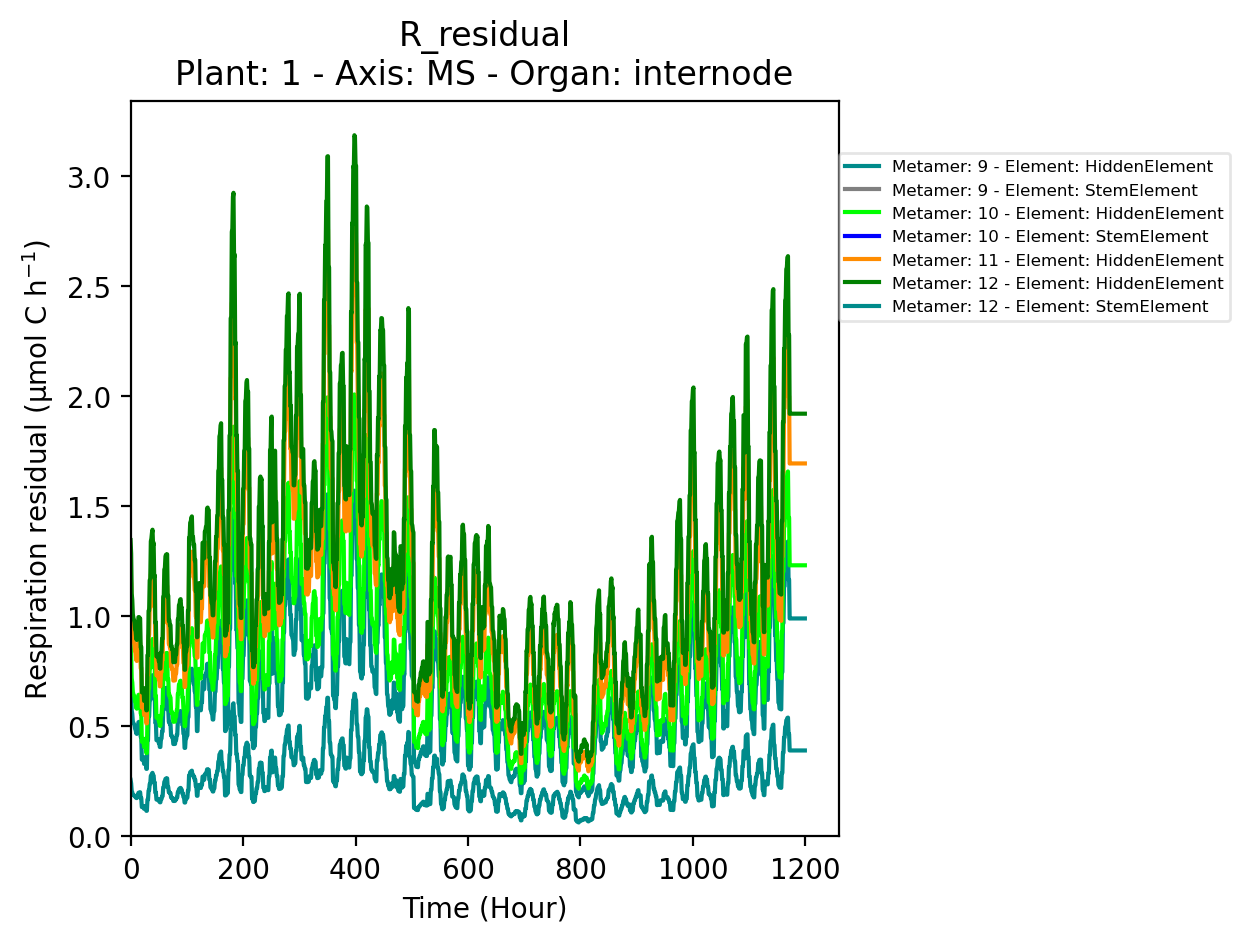 R_residual
Plant: 1 - Axis: MS - Organ: internode
Respiration residual (µmol C h⁻¹)
3.0
2.5
2.0
1.5
1.0
0.5
0.0
0 200 400 600 800 1000 1200
Time (Hour)
Metamer: 9 - Element: HiddenElement
Metamer: 9 - Element: StemElement
Metamer: 10 - Element: HiddenElement
Metamer: 10 - Element: StemElement
Metamer: 11 - Element: HiddenElement
Metamer: 12 - Element: HiddenElement
Metamer: 12 - Element: StemElement